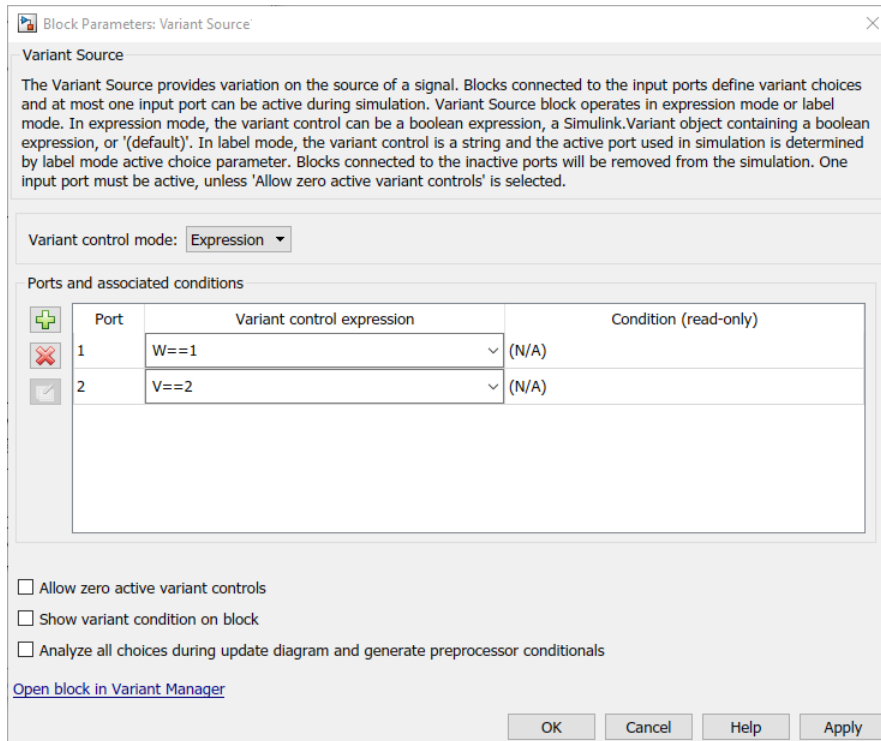 Block Parameters: Variant Source
Variant Source
The Variant Source provides variation on the source of a signal. Blocks connected to the input ports define variant choices
and at most one input port can be active during simulation. Variant Source block operates in expression mode or label
mode. In expression mode, the variant control can be a boolean expression, a Simulink.Variant object containing a boolean
expression, or '(default)'. In label mode, the variant control is a string and the active port used in simulation is determined
by label mode active choice parameter. Blocks connected to the inactive ports will be removed from the simulation. One
input port must be active, unless 'Allow zero active variant controls' is selected.
Variant control mode: Expression
Ports and associated conditions
Port Variant control expression Condition (read-only)
1 W==1 (N/A)
2 V==2 (N/A)
Allow zero active variant controls
Show variant condition on block
Analyze all choices during update diagram and generate preprocessor conditionals
Open block in Variant Manager
OK Cancel Help Apply